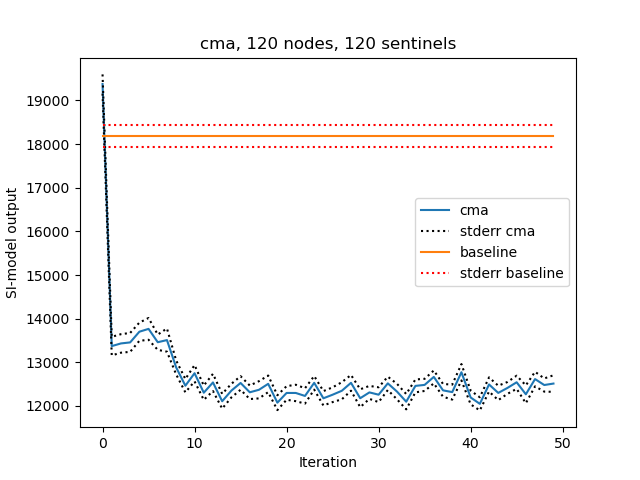 cma, 120 nodes, 120 sentinels
19000
18000
17000
16000
15000
14000
13000
12000
SI-model output
cma
stderr cma
baseline
stderr baseline
0
10
20
30
40
50
Iteration